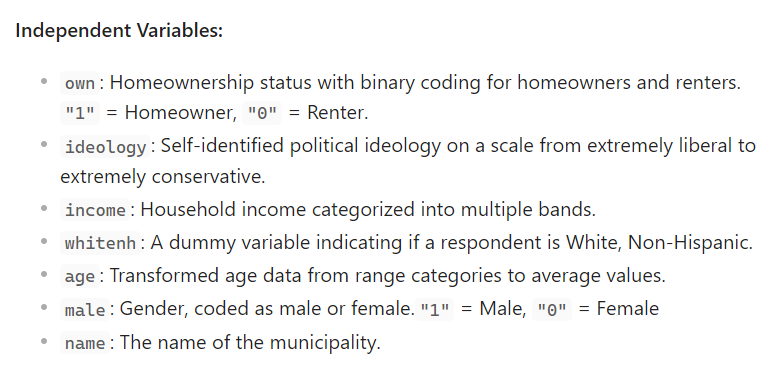 Independent Variables:
• own: Homeownership status with binary coding for homeowners and renters.
"1" = Homeowner, "0" = Renter.
• ideology: Self-identified political ideology on a scale from extremely liberal to
extremely conservative.
• income: Household income categorized into multiple bands.
• whitenh: A dummy variable indicating if a respondent is White, Non-Hispanic.
• age: Transformed age data from range categories to average values.
• male: Gender, coded as male or female. "1" = Male, "0" = Female
• name: The name of the municipality.